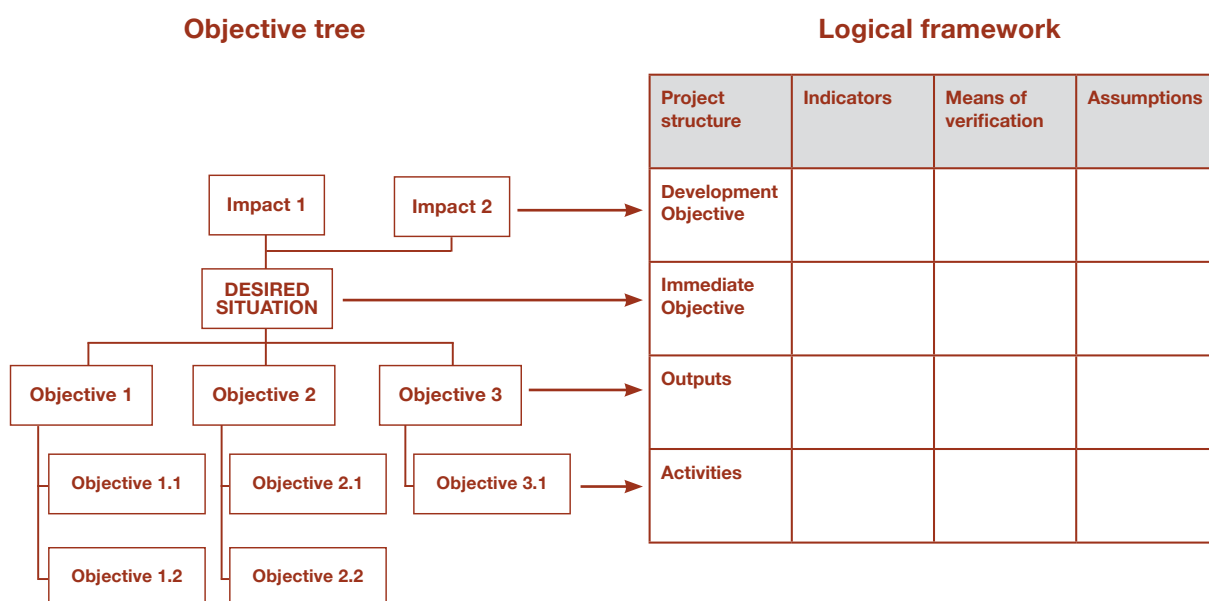 Objective tree
Logical framework
Project
structure
Indicators
Means of
verification
Assumptions
Impact 1
Impact 2
Development
Objective
DESIRED
SITUATION
Immediate
Objective
Objective 1
Objective 2
Objective 3
Outputs
Objective 1.1
Objective 2.1
Objective 3.1
Activities
Objective 1.2
Objective 2.2